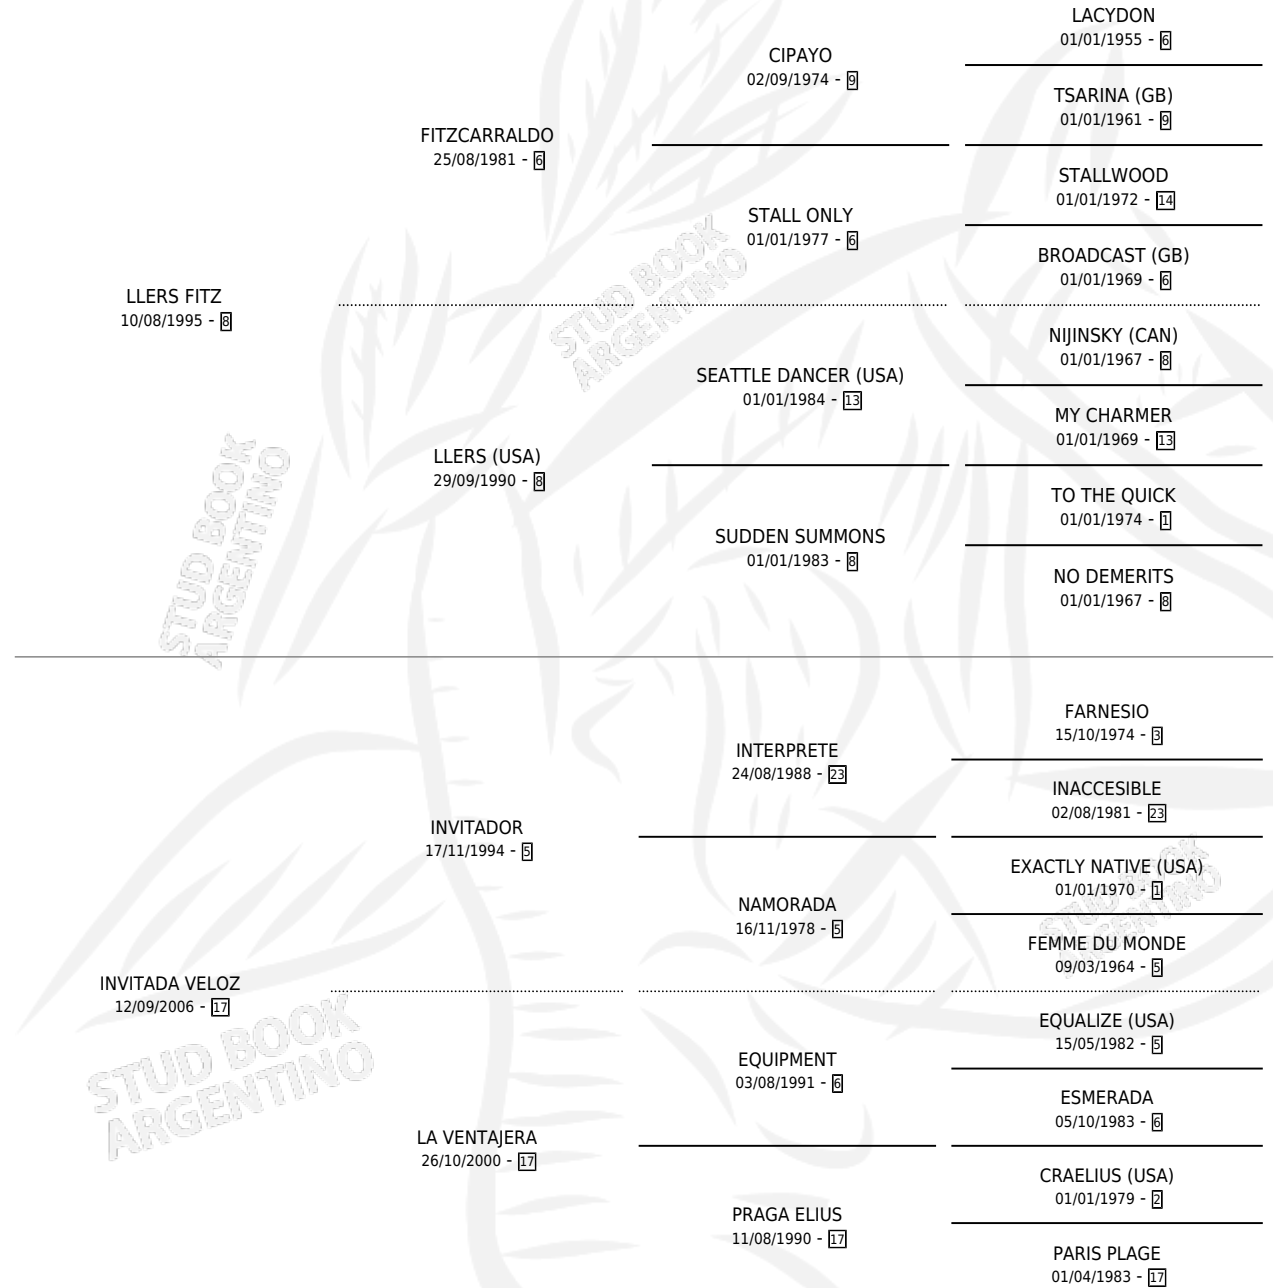 LACYDON
01/01/1955 - 6
CIPAYO
02/09/1974 - 9
TSARINA (GB)
01/01/1961 - 9
FITZCARRALDO
25/08/1981 - 6
STALLWOOD
01/01/1972 - 14
STALL ONLY
01/01/1977 - 6
BROADCAST (GB)
01/01/1969 - 6
LLERS FITZ
10/08/1995 - 8
NIJINSKY (CAN)
01/01/1967 - 8
SEATTLE DANCER (USA)
01/01/1984 - 13
MY CHARMER
01/01/1969 - 13
LLERS (USA)
29/09/1990 - 8
TO THE QUICK
01/01/1974 - 1
SUDDEN SUMMONS
01/01/1983 - 8
NO DEMERITS
01/01/1967 - 8
FARNESIO
15/10/1974 - 3
INTERPRETE
24/08/1988 - 23
INACCESIBLE
02/08/1981 - 23
INVITADOR
17/11/1994 - 5
EXACTLY NATIVE (USA)
01/01/1970 - 1
NAMORADA
16/11/1978 - 5
FEMME DU MONDE
09/03/1964 - 5
INVITADA VELOZ
12/09/2006 - 17
EQUALIZE (USA)
15/05/1982 - 5
EQUIPMENT
03/08/1991 - 6
ESMERADA
05/10/1983 - 6
LA VENTAJERA
26/10/2000 - 17
CRAELIUS (USA)
01/01/1979 - 2
PRAGA ELIUS
11/08/1990 - 17
PARIS PLAGE
01/04/1983 - 17
STUD BOOK
ARGENTINO
STUD BOOK
ARGENTINO
STUD BOOK
ARGENTINO
STUD BOOK
ARGENTINO